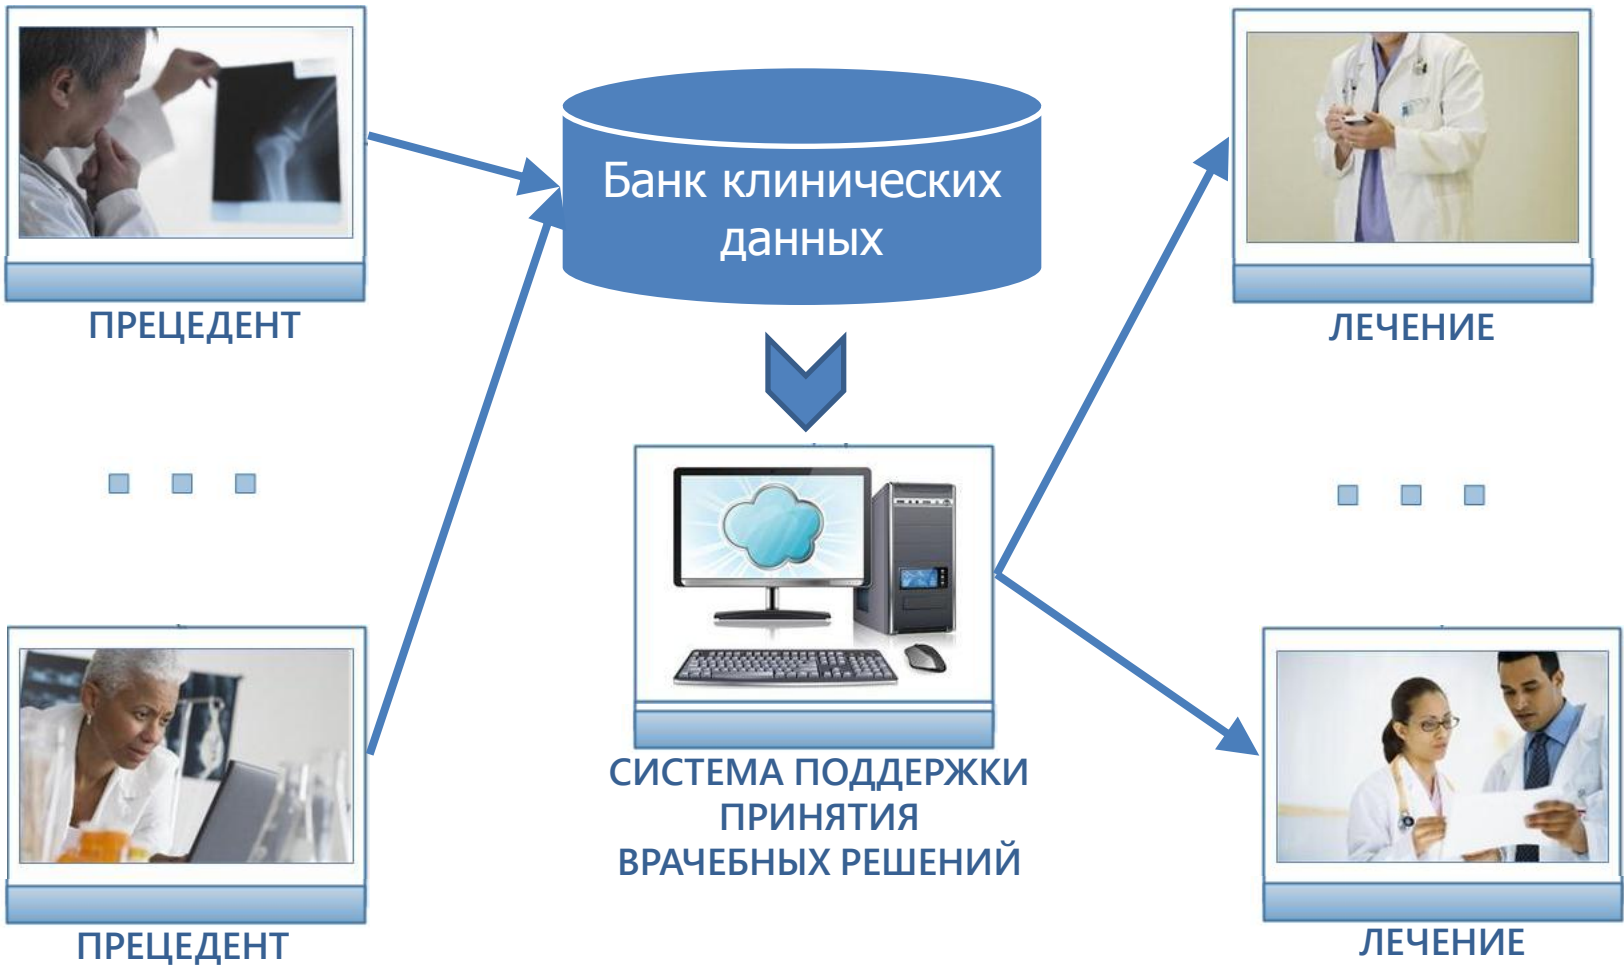 Банк клинических
данных
ПРЕЦЕДЕНТ
ЛЕЧЕНИЕ
СИСТЕМА ПОДДЕРЖКИ
ПРИНЯТИЯ
ВРАЧЕБНЫХ РЕШЕНИЙ
ПРЕЦЕДЕНТ
ЛЕЧЕНИЕ